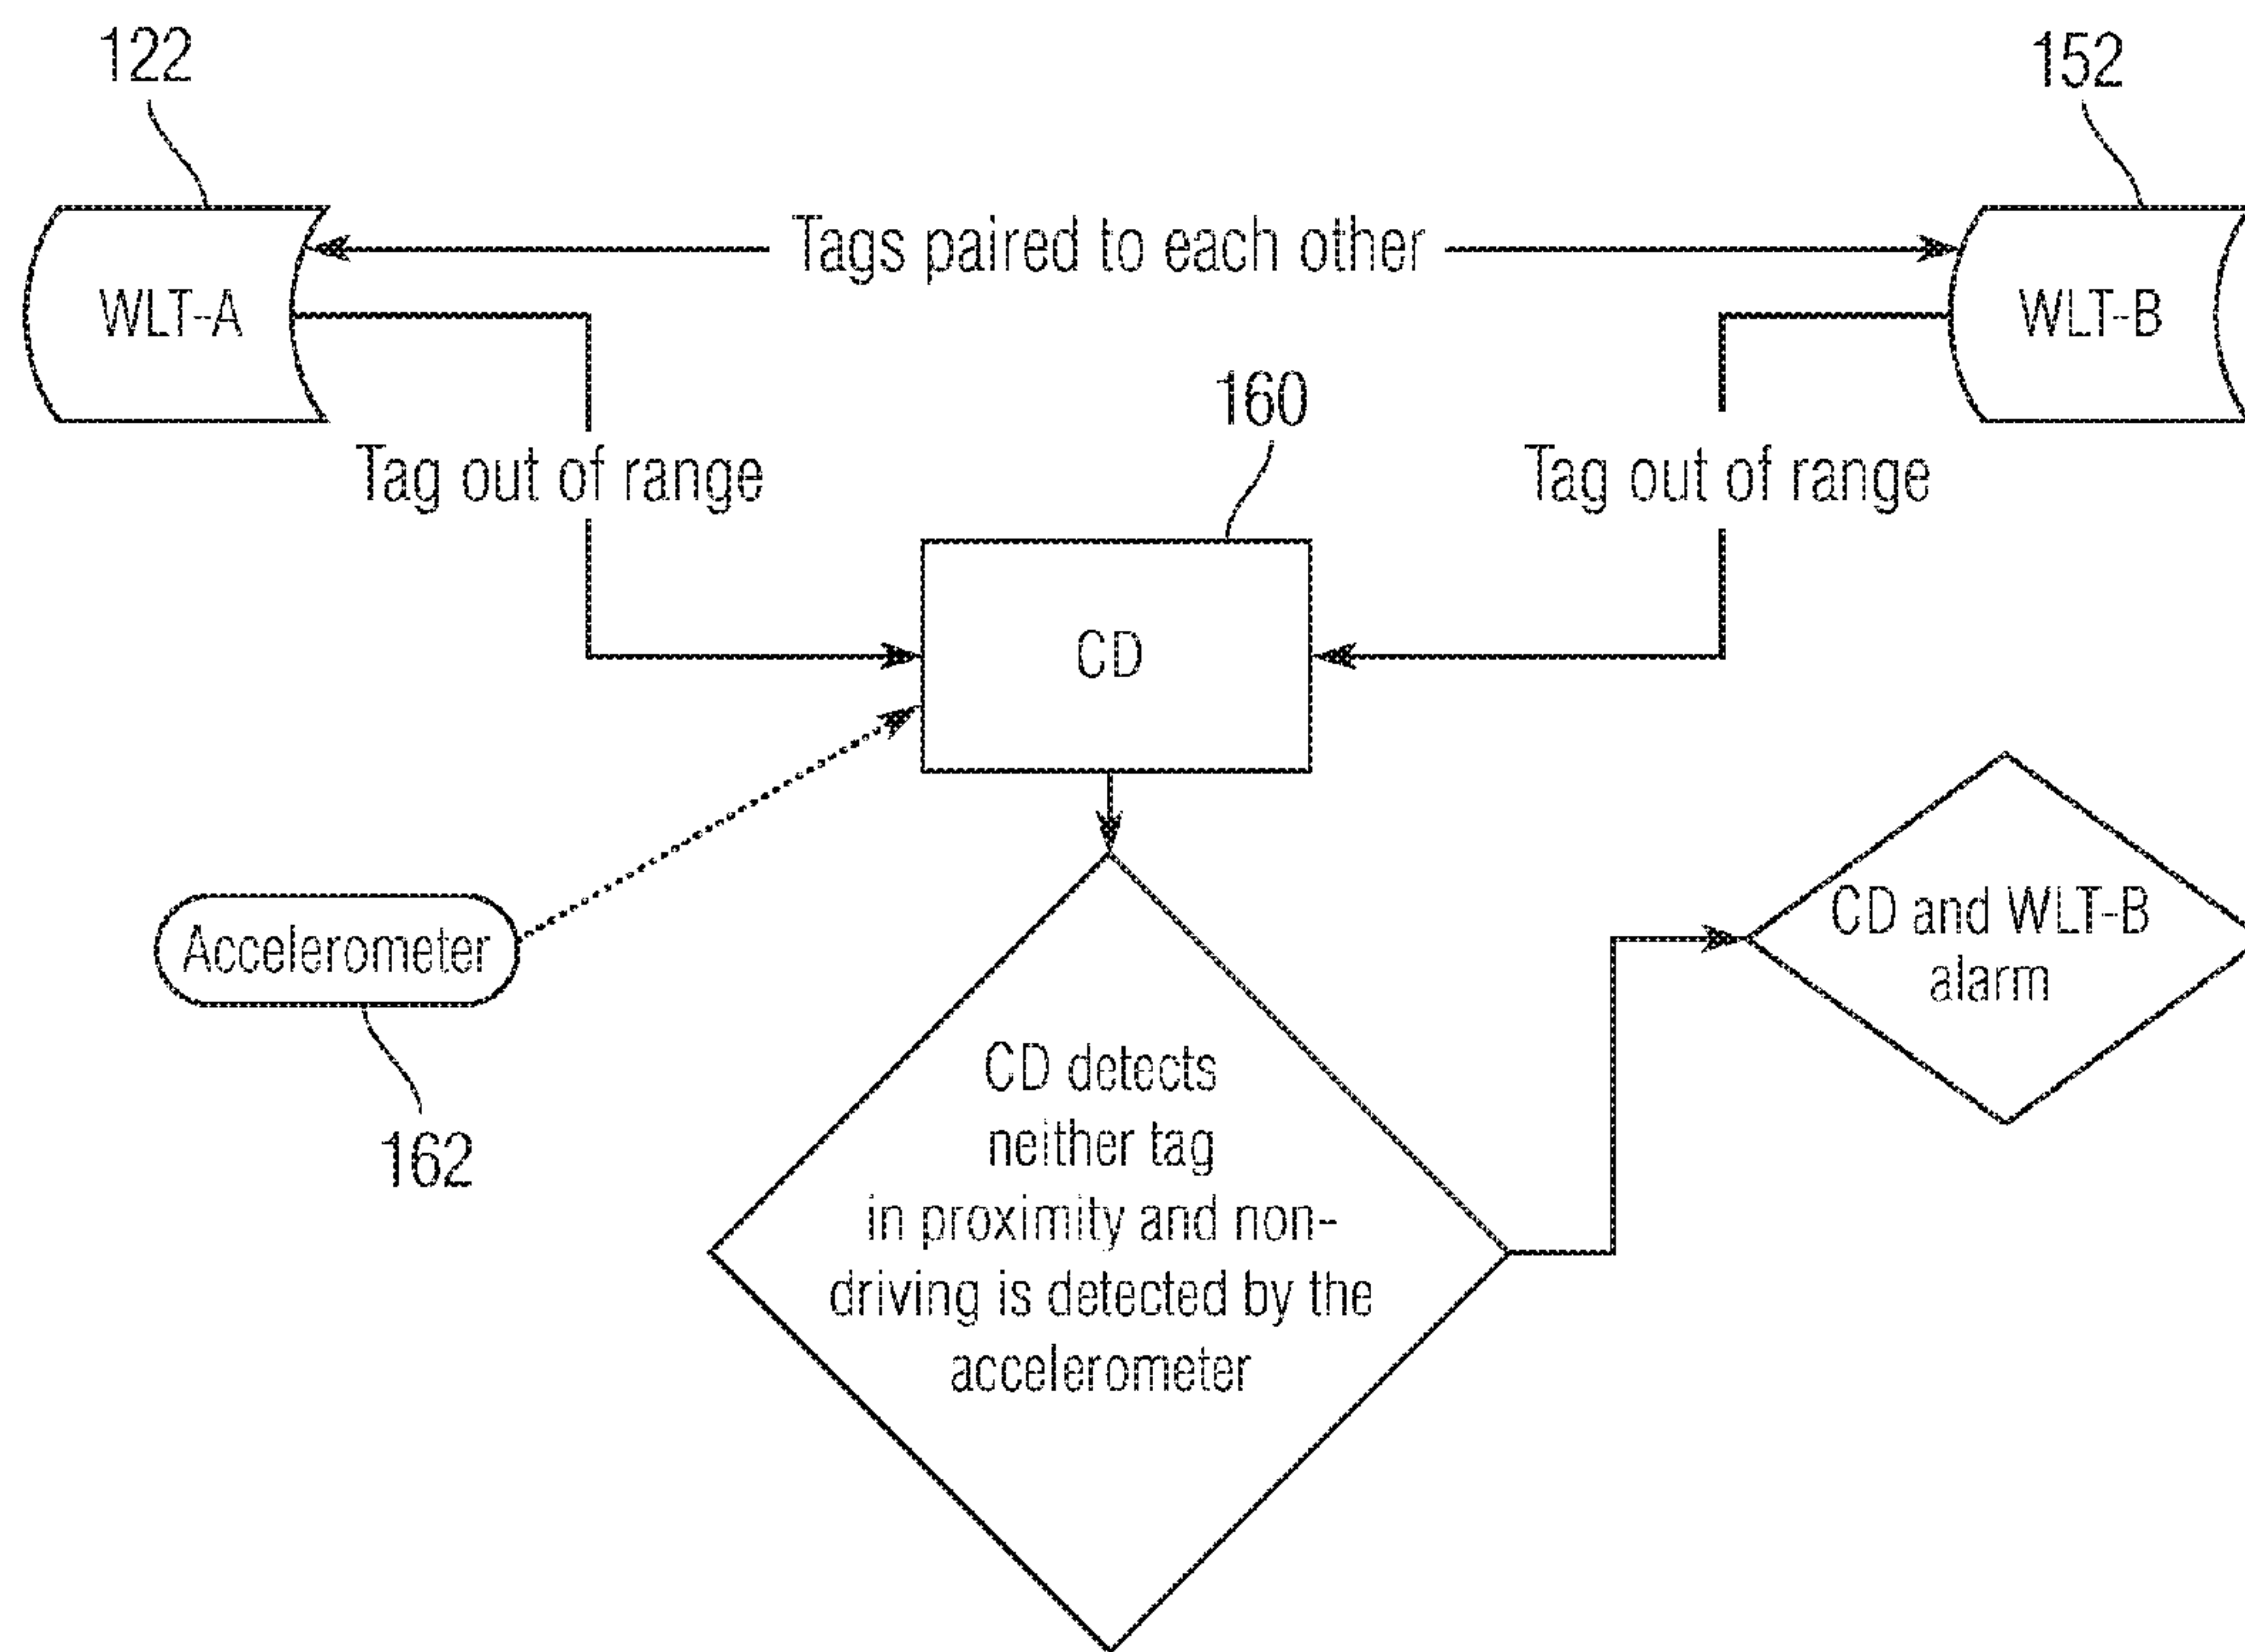 122
152
Tags paired to each other
WLT-A
WLT-B
160
Tag out of range
Tag out of range
CD
CD and WLT-B
alarm
Accelerometer
CD detects
neither tag
in proximity and non-
driving is detected by the
accelerometer
162